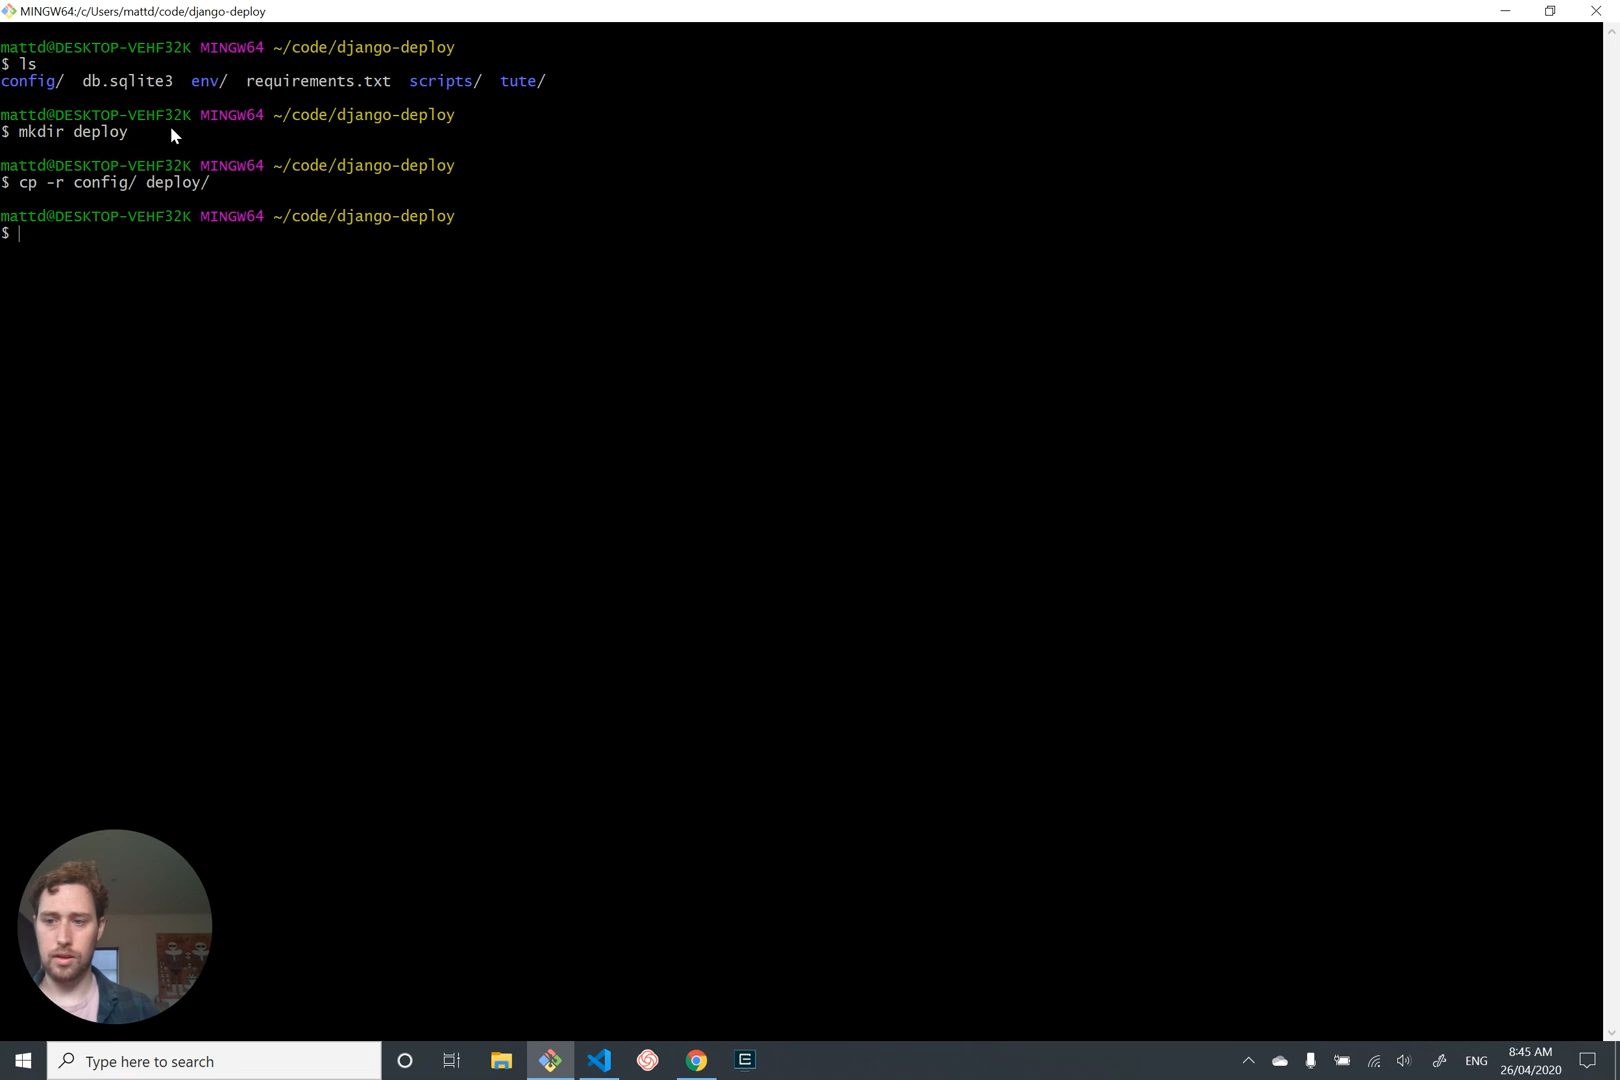 MINGW64:/c/Users/mattd/code/django-deploy
mattd@DESKTOP-VEHF32K MINGW64 ~/code/django-deploy
$ ls
config/  db.sqlite3  env/  requirements.txt  scripts/  tute/
mattd@DESKTOP-VEHF32K MINGW64 ~/code/django-deploy
$ mkdir deploy
mattd@DESKTOP-VEHF32K MINGW64 ~/code/django-deploy
$ cp -r config/ deploy/
mattd@DESKTOP-VEHF32K MINGW64 ~/code/django-deploy
$
Type here to search
ENG
8:45 AM
26/04/2020